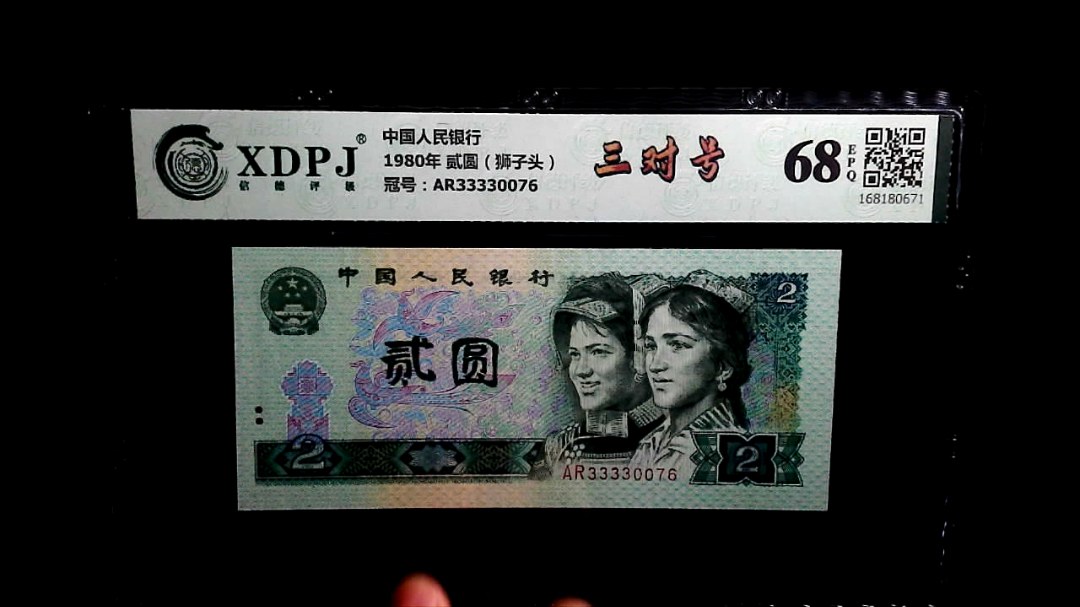 XDPJ®
信德评级
中国人民银行
1980年 贰圆（狮子头）
冠号：AR33330076
三对号
68
EPQ
168180671
中国人民银行
2
贰圆
2
AR33330076
2